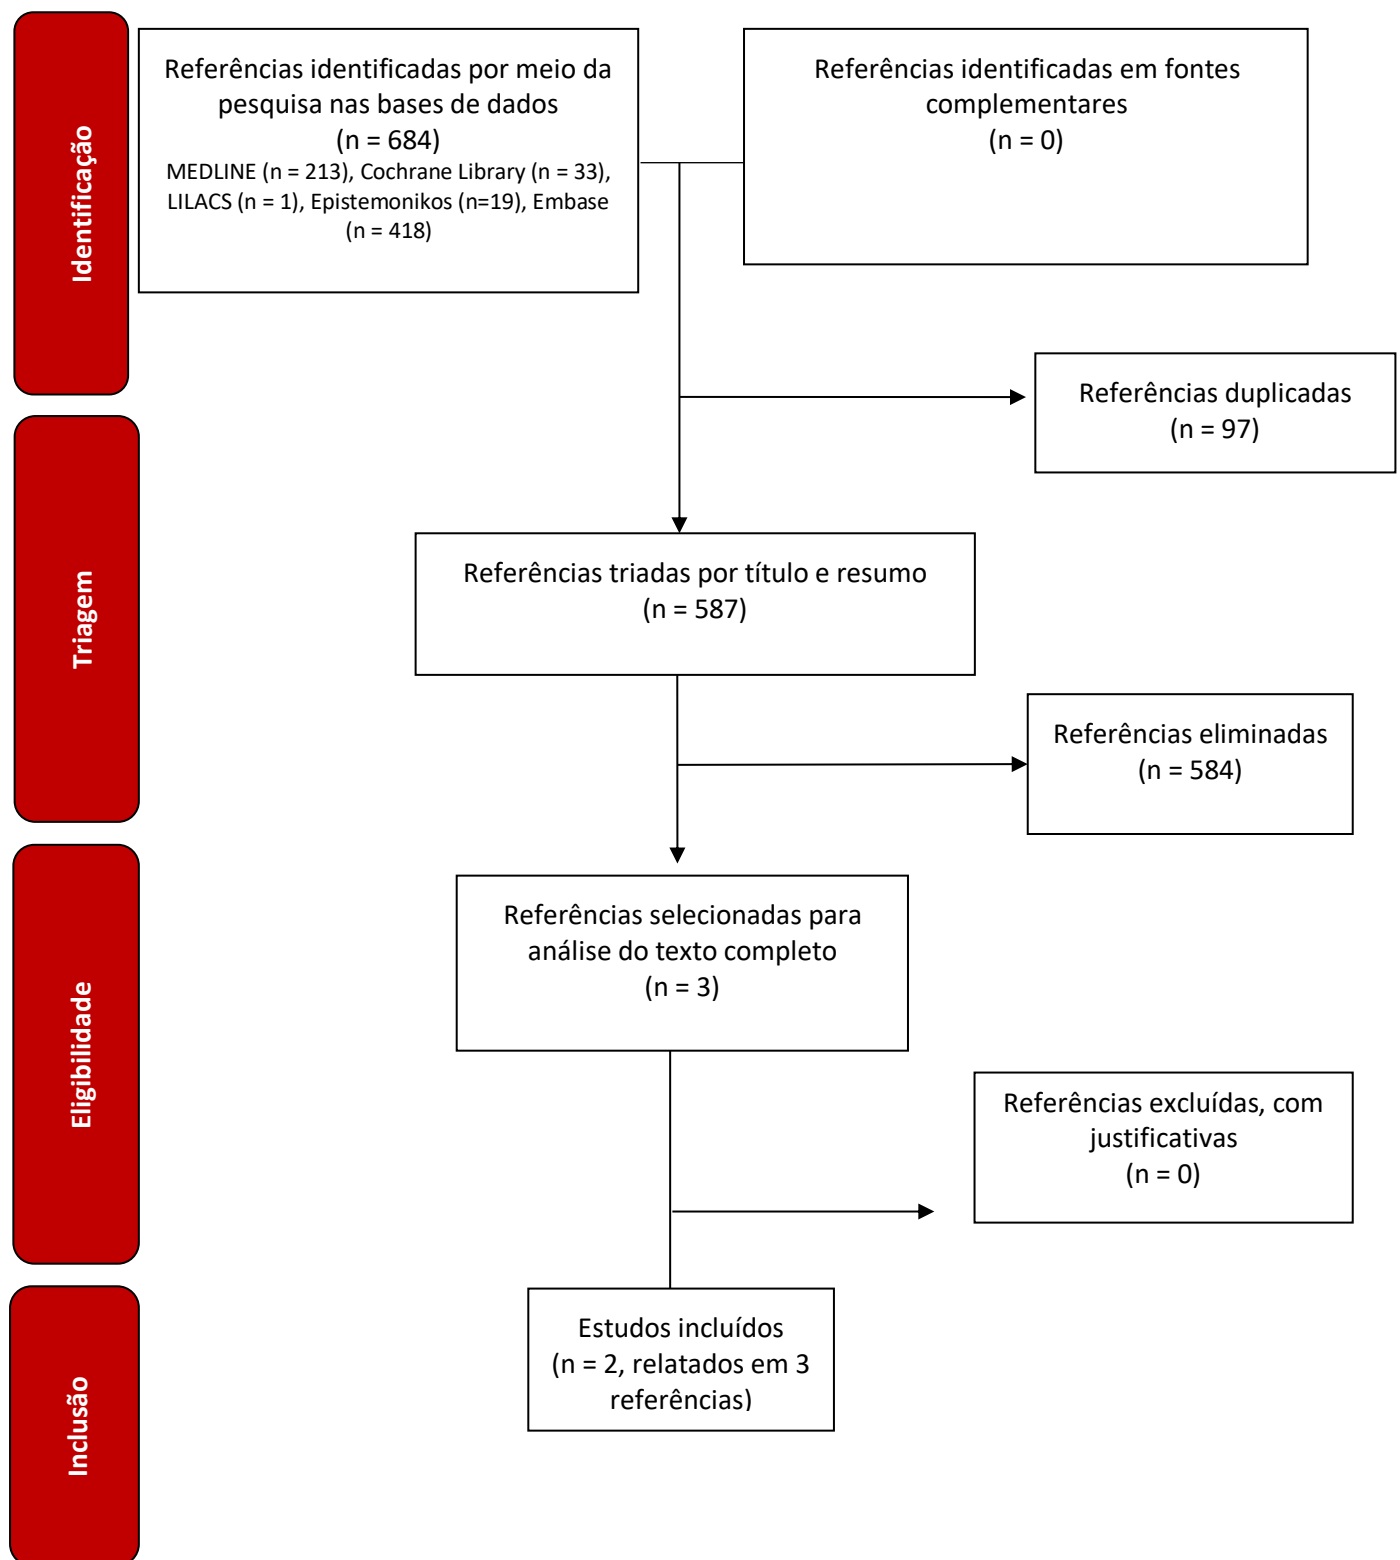 Identificação
Referências identificadas por meio da
pesquisa nas bases de dados
(n = 684)
MEDLINE (n = 213), Cochrane Library (n = 33),
LILACS (n = 1), Epistemonikos (n=19), Embase
(n = 418)
Referências identificadas em fontes
complementares
(n = 0)
Referências duplicadas
(n = 97)
Triagem
Referências triadas por título e resumo
(n = 587)
Referências eliminadas
(n = 584)
Eligibilidade
Referências selecionadas para
análise do texto completo
(n = 3)
Referências excluídas, com
justificativas
(n = 0)
Inclusão
Estudos incluídos
(n = 2, relatados em 3
referências)